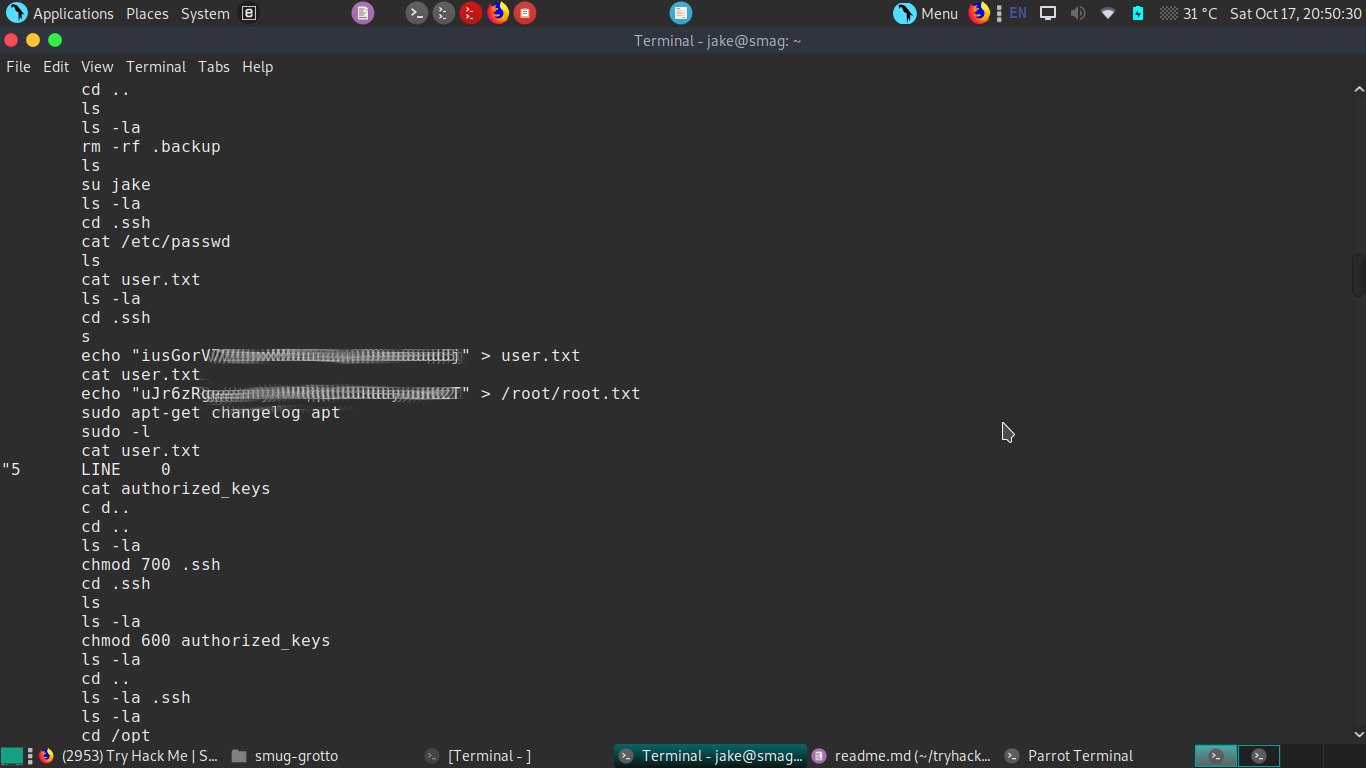 Applications Places System Menu EN 31 °C Sat Oct 17, 20:50:30
Terminal - jake@smag: ~
File Edit View Terminal Tabs Help
cd ..
ls
ls -la
rm -rf .backup
ls
su jake
ls -la
cd .ssh
cat /etc/passwd
ls
cat user.txt
ls -la
cd .ssh
s
echo "iusGorV " > user.txt
cat user.txt
echo "uJr6zRg " > /root/root.txt
sudo apt-get changelog apt
sudo -l
cat user.txt
"5 LINE 0
cat authorized_keys
c d..
cd ..
ls -la
chmod 700 .ssh
cd .ssh
ls
ls -la
chmod 600 authorized_keys
ls -la
cd ..
ls -la .ssh
ls -la
cd /opt
(2953) Try Hack Me | S... smug-grotto [Terminal - ] Terminal - jake@smag... readme.md (~/tryhack... Parrot Terminal